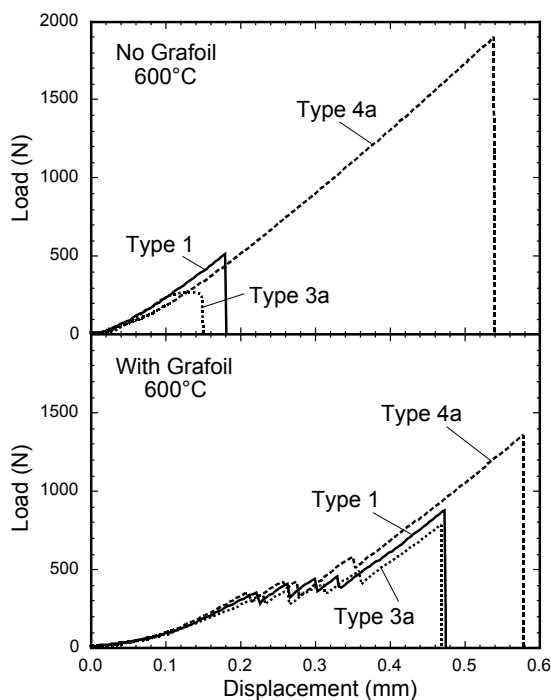 2000
No Grafoil
600°C
1500
Type 4a
Load (N)
1000
Type 1
500
Type 3a
0
With Grafoil
600°C
1500
Type 4a
Load (N)
1000
Type 1
500
Type 3a
0
0.0 0.1 0.2 0.3 0.4 0.5 0.6
Displacement (mm)